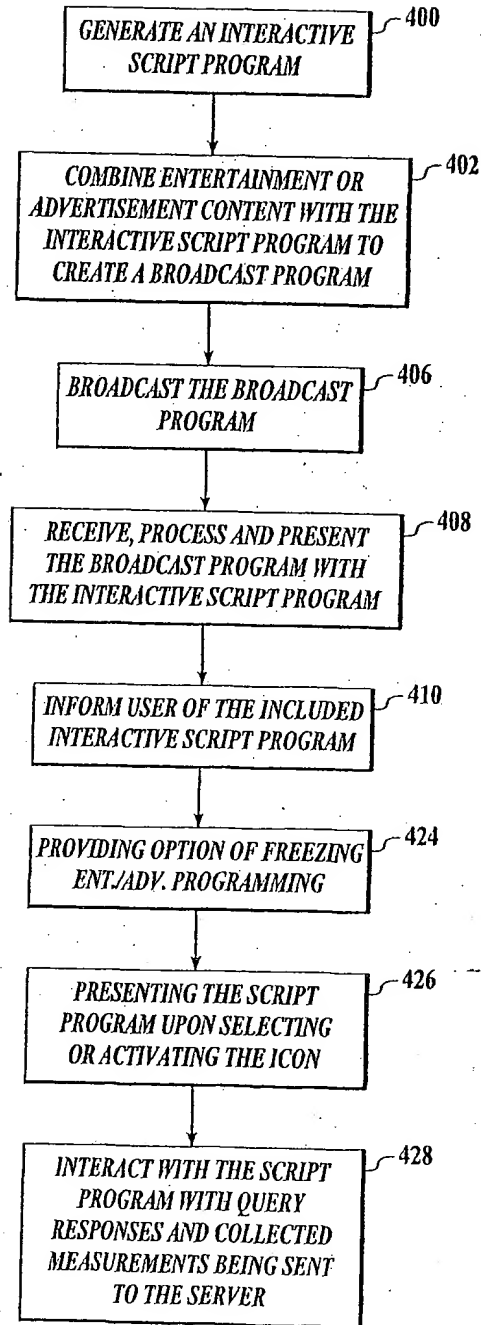 GENERATE AN INTERACTIVE
SCRIPT PROGRAM
400
COMBINE ENTERTAINMENT OR
ADVERTISEMENT CONTENT WITH THE
INTERACTIVE SCRIPT PROGRAM TO
CREATE A BROADCAST PROGRAM
402
BROADCAST THE BROADCAST
PROGRAM
406
RECEIVE, PROCESS AND PRESENT
THE BROADCAST PROGRAM WITH
THE INTERACTIVE SCRIPT PROGRAM
408
INFORM USER OF THE INCLUDED
INTERACTIVE SCRIPT PROGRAM
410
PROVIDING OPTION OF FREEZING
ENT./ADV. PROGRAMMING
424
PRESENTING THE SCRIPT
PROGRAM UPON SELECTING
OR ACTIVATING THE ICON
426
INTERACT WITH THE SCRIPT
PROGRAM WITH QUERY
RESPONSES AND COLLECTED
MEASUREMENTS BEING SENT
TO THE SERVER
428